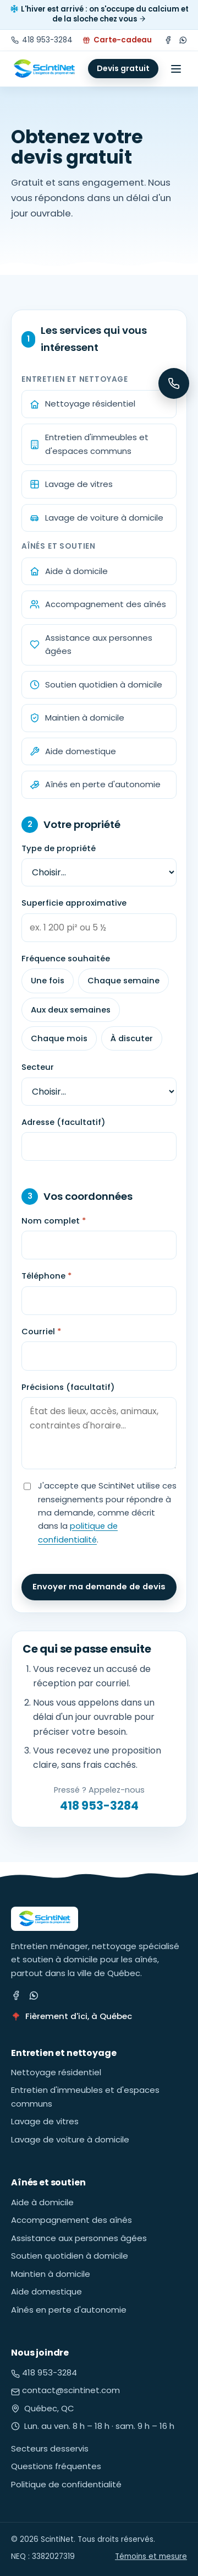 L'hiver est arrivé : on s'occupe du calcium et
de la sloche chez vous →
418 953-3284
Carte-cadeau
ScintiNet
Devis gratuit
Obtenez votre
devis gratuit
Gratuit et sans engagement. Nous
vous répondons dans un délai d'un
jour ouvrable.
1
Les services qui vous
intéressent
ENTRETIEN ET NETTOYAGE
Nettoyage résidentiel
Entretien d'immeubles et
d'espaces communs
Lavage de vitres
Lavage de voiture à domicile
AÎNÉS ET SOUTIEN
Aide à domicile
Accompagnement des aînés
Assistance aux personnes
âgées
Soutien quotidien à domicile
Maintien à domicile
Aide domestique
Aînés en perte d'autonomie
2
Votre propriété
Type de propriété
Choisir...
Superficie approximative
ex. 1 200 pi² ou 5 ½
Fréquence souhaitée
Une fois
Chaque semaine
Aux deux semaines
Chaque mois
À discuter
Secteur
Choisir...
Adresse (facultatif)
3
Vos coordonnées
Nom complet *
Téléphone *
Courriel *
Précisions (facultatif)
État des lieux, accès, animaux,
contraintes d'horaire...
J'accepte que ScintiNet utilise ces
renseignements pour répondre à
ma demande, comme décrit
dans la politique de
confidentialité.
Envoyer ma demande de devis
Ce qui se passe ensuite
1. Vous recevez un accusé de
réception par courriel.
2. Nous vous appelons dans un
délai d'un jour ouvrable pour
préciser votre besoin.
3. Vous recevez une proposition
claire, sans frais cachés.
Pressé ? Appelez-nous
418 953-3284
ScintiNet
Entretien ménager, nettoyage spécialisé
et soutien à domicile pour les aînés,
partout dans la ville de Québec.
Fièrement d'ici, à Québec
Entretien et nettoyage
Nettoyage résidentiel
Entretien d'immeubles et d'espaces
communs
Lavage de vitres
Lavage de voiture à domicile
Aînés et soutien
Aide à domicile
Accompagnement des aînés
Assistance aux personnes âgées
Soutien quotidien à domicile
Maintien à domicile
Aide domestique
Aînés en perte d'autonomie
Nous joindre
418 953-3284
contact@scintinet.com
Québec, QC
Lun. au ven. 8 h – 18 h · sam. 9 h – 16 h
Secteurs desservis
Questions fréquentes
Politique de confidentialité
© 2026 ScintiNet. Tous droits réservés.
NEQ : 3382027319
Témoins et mesure